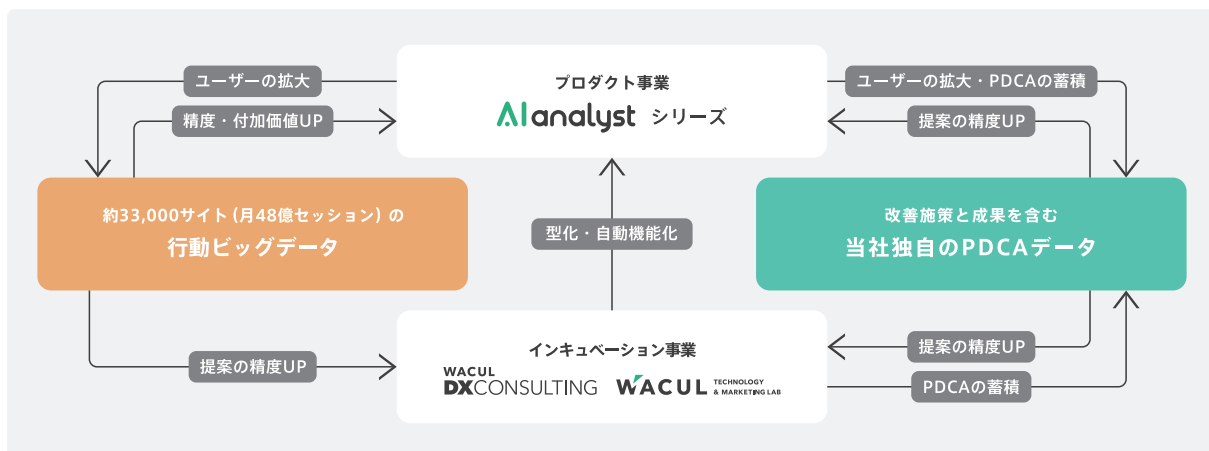 プロダクト事業
AI analyst シリーズ
ユーザーの拡大
精度・付加価値UP
ユーザーの拡大・PDCAの蓄積
提案の精度UP
約33,000サイト（月48億セッション）の
行動ビッグデータ
型化・自動機能化
改善施策と成果を含む
当社独自のPDCAデータ
提案の精度UP
インキュベーション事業
WACUL
DXCONSULTING
WACUL TECHNOLOGY
& MARKETING LAB
提案の精度UP
PDCAの蓄積